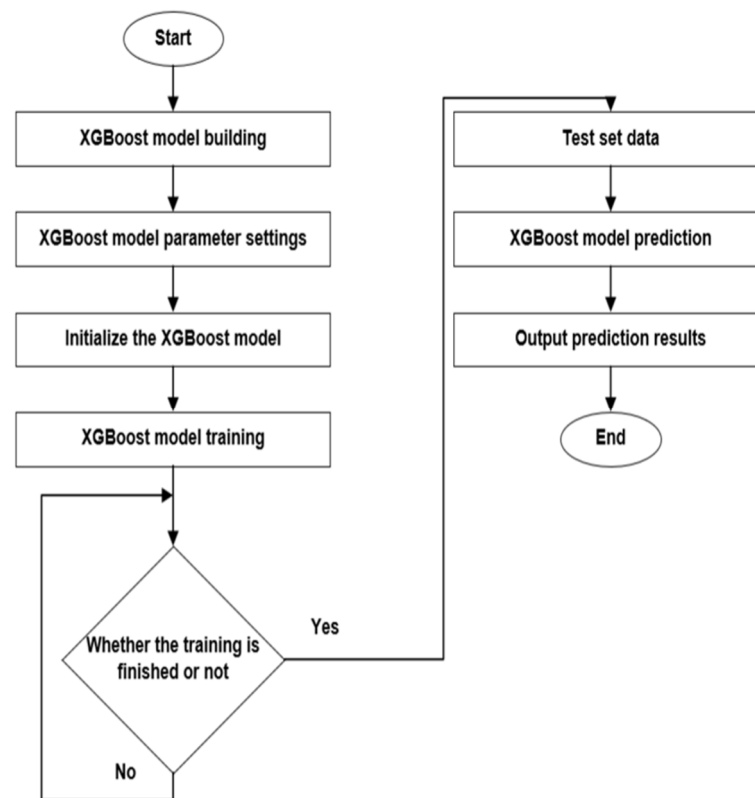 Start
XGBoost model building
XGBoost model parameter settings
Initialize the XGBoost model
XGBoost model training
Whether the training is
finished or not
No
Yes
Test set data
XGBoost model prediction
Output prediction results
End